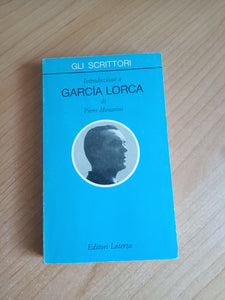 GLI SCRITTORI
Introduzione a
GARCÍA LORCA
di
Piero Menarini
Editori Laterza